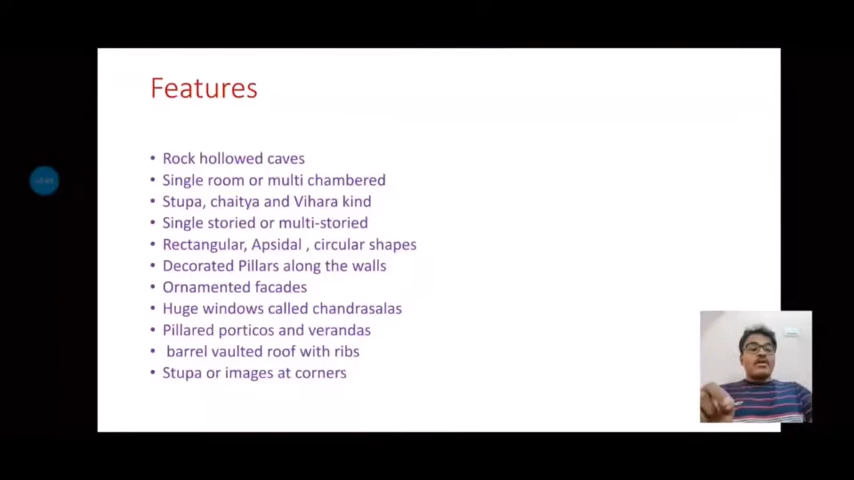 Features
• Rock hollowed caves
• Single room or multi chambered
• Stupa, chaitya and Vihara kind
• Single storied or multi-storied
• Rectangular, Apsidal , circular shapes
• Decorated Pillars along the walls
• Ornamented facades
• Huge windows called chandrasalas
• Pillared porticos and verandas
• barrel vaulted roof with ribs
• Stupa or images at corners